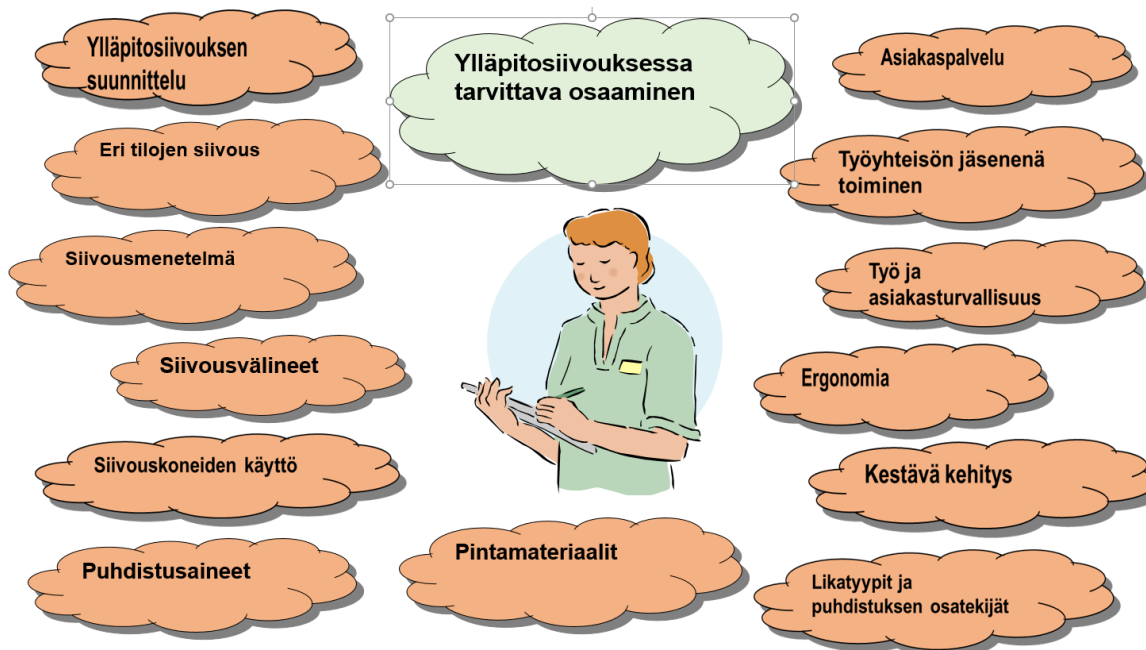 Ylläpitosiivouksessa
tarvittava osaaminen
Ylläpitosiivouksen
suunnittelu
Eri tilojen siivous
Siivousmenetelmä
Siivousvälineet
Siivouskoneiden käyttö
Puhdistusaineet
Pintamateriaalit
Asiakaspalvelu
Työyhteisön jäsenenä
toiminen
Työ ja
asiakasturvallisuus
Ergonomia
Kestävä kehitys
Likatyypit ja
puhdistuksen osatekijät